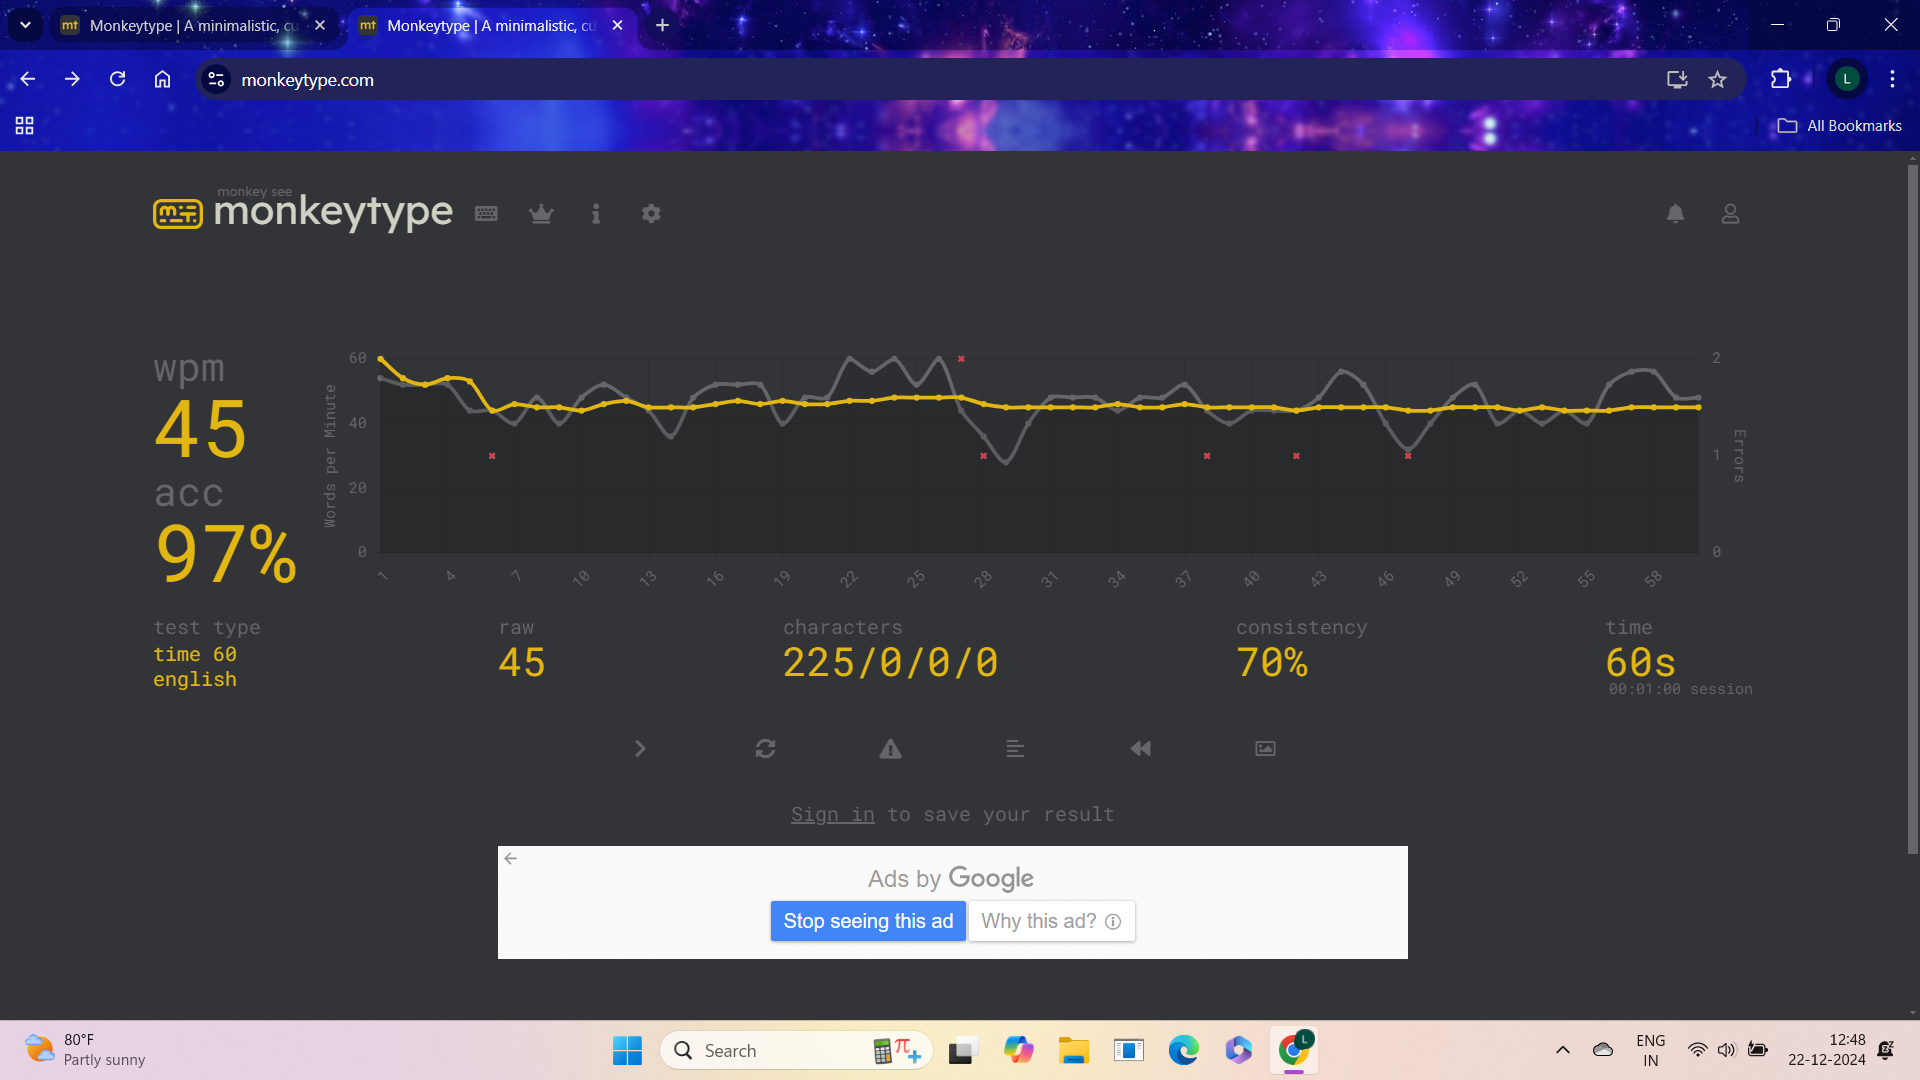 Monkeytype | A minimalistic, cu
Monkeytype | A minimalistic, cu
monkeytype.com
L
All Bookmarks
monkey see
monkeytype
wpm
45
acc
97%
Words per Minute
60
40
20
0
2
1
0
Errors
1 4 7 10 13 16 19 22 25 28 31 34 37 40 43 46 49 52 55 58
test type
time 60
english
raw
45
characters
225/0/0/0
consistency
70%
time
60s
00:01:00 session
Sign in to save your result
Ads by Google
Stop seeing this ad
Why this ad?
80°F
Partly sunny
Search
L
ENG
IN
12:48
22-12-2024